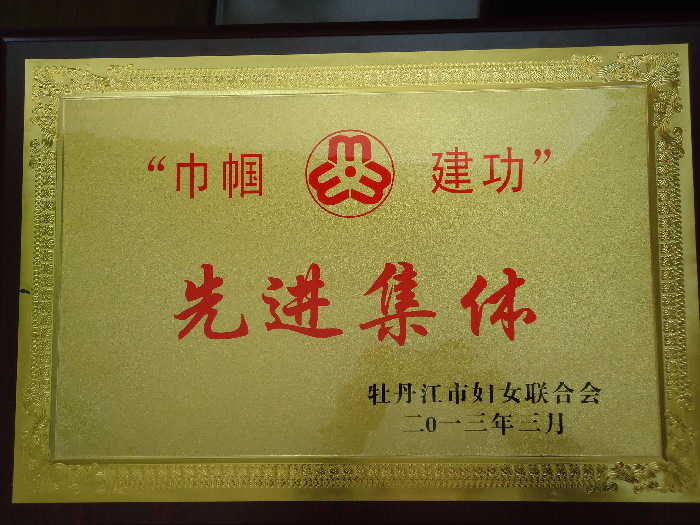 “巾帼 建功”
先进集体
牡丹江市妇女联合会
二0一三年三月